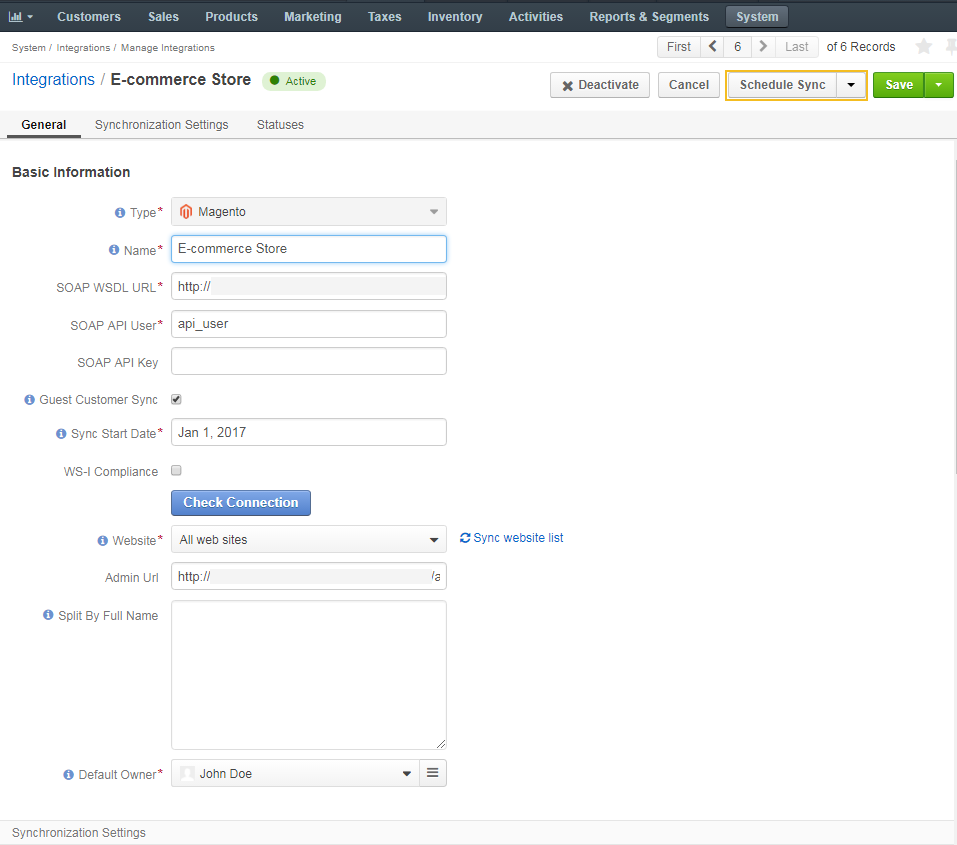 Customers Sales Products Marketing Taxes Inventory Activities Reports & Segments System
System / Integrations / Manage Integrations First 6 Last of 6 Records
Integrations / E-commerce Store Active Deactivate Cancel Schedule Sync Save
General Synchronization Settings Statuses
Basic Information
Type* Magento
Name* E-commerce Store
SOAP WSDL URL* http://
SOAP API User* api_user
SOAP API Key
Guest Customer Sync
Sync Start Date* Jan 1, 2017
WS-I Compliance
Check Connection
Website* All web sites Sync website list
Admin Url http:// /a
Split By Full Name
Default Owner* John Doe
Synchronization Settings